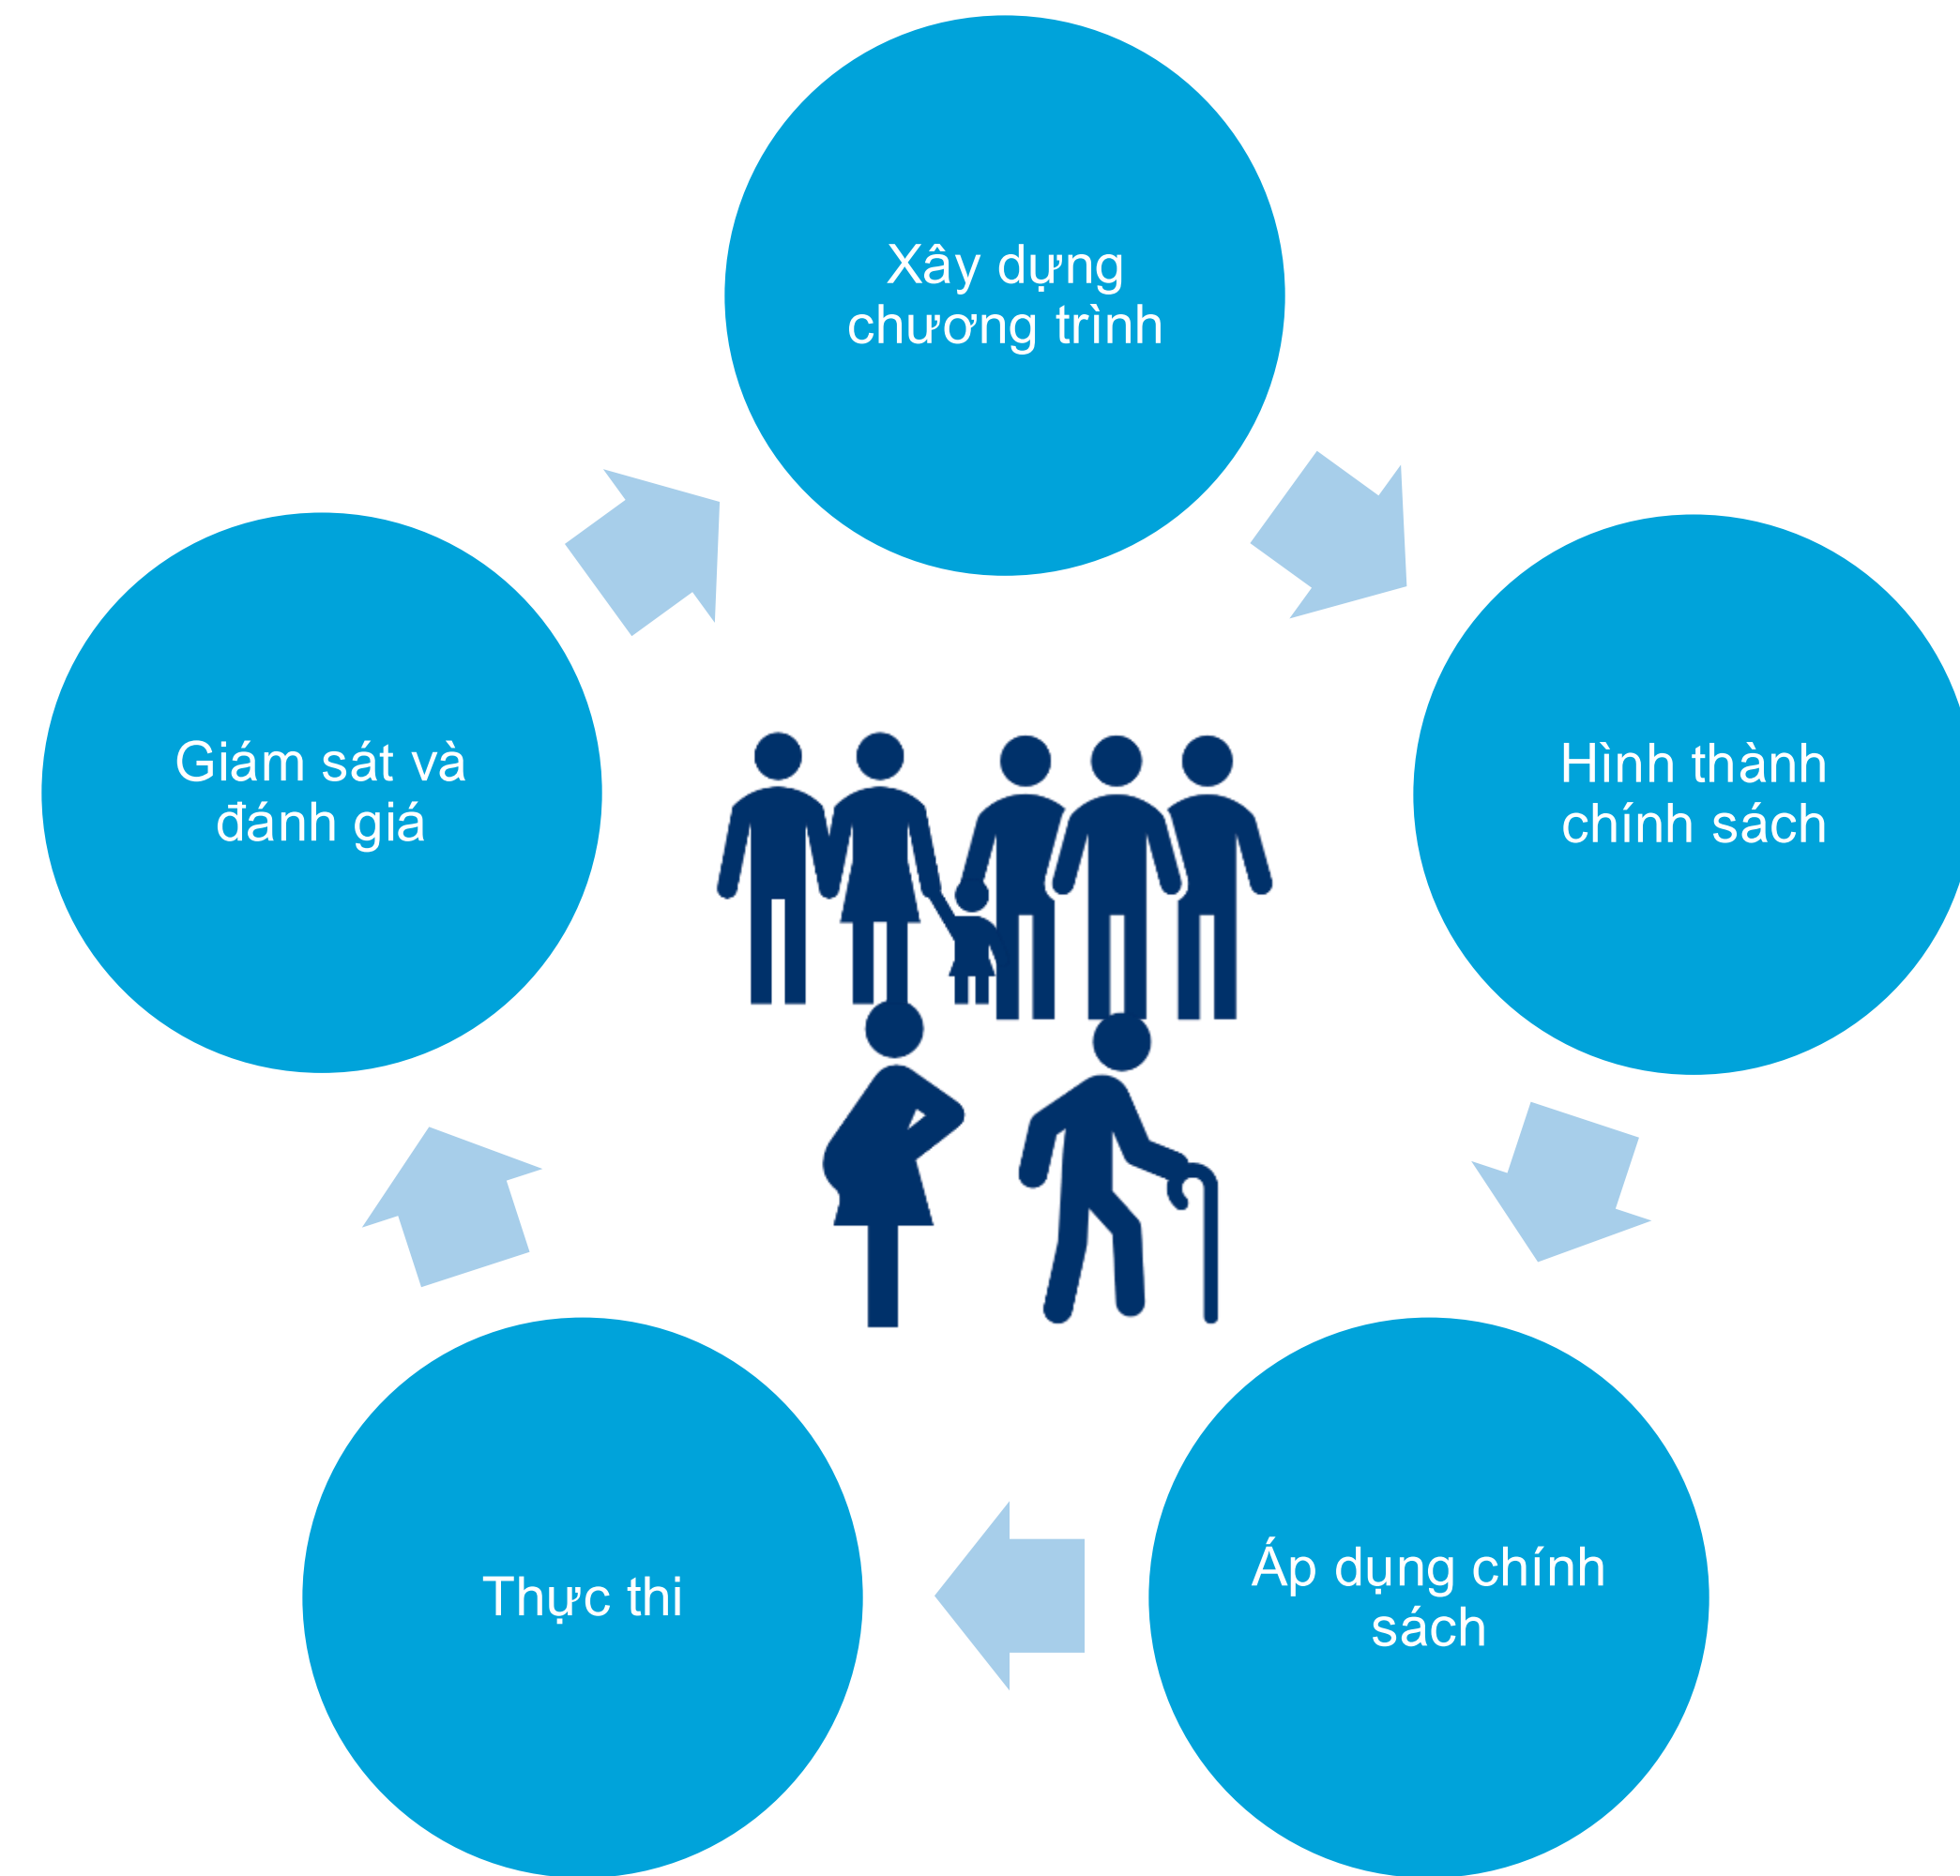 Xây dựng
chương trình
Giám sát và
đánh giá
Hình thành
chính sách
Thực thi
Áp dụng chính
sách